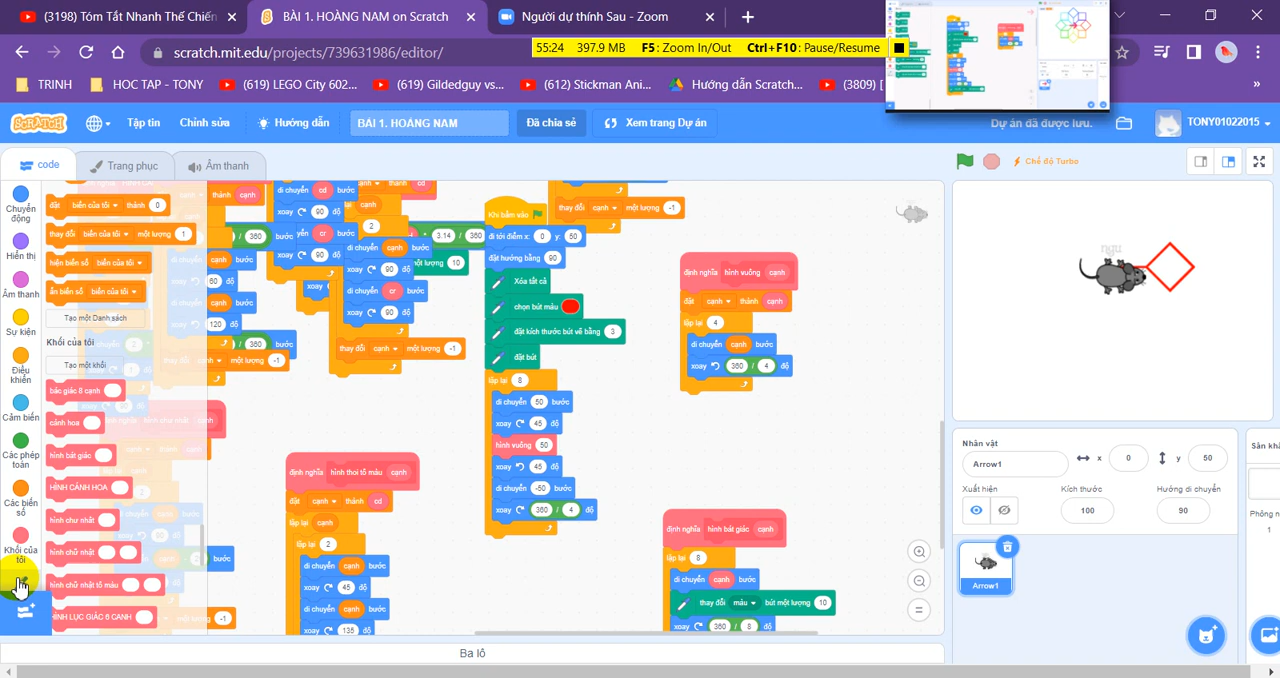 (3198) Tóm Tắt Nhanh Thế Chiến
BÀI 1. HOÀNG NAM on Scratch
Người dự thính Sau - Zoom
scratch.mit.edu/projects/739631986/editor/
55:24 397.9 MB F5: Zoom In/Out Ctrl+F10: Pause/Resume
TRINH
HOC TAP - TONY
(619) LEGO City 602...
(619) Gildedguy vs...
(612) Stickman Ani...
Hướng dẫn Scratch...
(3809) [
SCRATCH
Tập tin
Chỉnh sửa
Hướng dẫn
BÀI 1. HOÀNG NAM
Đã chia sẻ
Xem trang Dự án
Dự án đã được lưu.
TONY01022015
code
Trang phục
Âm thanh
Chế độ Turbo
Chuyển động
Hiển thị
Âm thanh
Sự kiện
Điều khiển
Cảm biến
Các phép toán
Các biến số
Khối của tôi
đặt biến của tôi thành 0
thay đổi biến của tôi một lượng 1
hiện biến số biến của tôi
ẩn biến số biến của tôi
Tạo một Danh sách
Khối của tôi
Tạo một khối
bác giác 8 cạnh
cánh hoa
hình bát giác
HÌNH CÁNH HOA
hình chư nhật
hình chữ nhật
hình chữ nhật tô màu
HÌNH LỤC GIÁC 8 CẠNH
di chuyển cd bước
xoay 90 độ
xoay 90 độ
di chuyển cạnh bước
xoay 90 độ
di chuyển cr bước
xoay 90 độ
thay đổi cạnh một lượng -1
định nghĩa hình thoi tô màu cạnh
đặt cạnh thành cd
lặp lại cạnh
lặp lại 2
di chuyển cạnh bước
xoay 45 độ
di chuyển cạnh bước
xoay 135 độ
thay đổi cạnh một lượng -1
Khi bấm vào
đi tới điểm x: 0 y: 50
đặt hướng bằng 90
Xóa tất cả
chọn bút màu
đặt kích thước bút vẽ bằng 3
đặt bút
lặp lại 8
di chuyển 50 bước
xoay 45 độ
hình vuông 50
xoay 45 độ
di chuyển -50 bước
xoay 360 / 4 độ
định nghĩa hình vuông cạnh
đặt cạnh thành cạnh
lặp lại 4
di chuyển cạnh bước
xoay 360 / 4 độ
định nghĩa hình bát giác cạnh
lặp lại 8
di chuyển cạnh bước
thay đổi màu bút một lượng 10
xoay 360 / 8 độ
ngu
Nhân vật
Arrow1
x 0
y 50
Xuất hiện
Kích thước
100
Hướng di chuyển
90
Arrow1
Sân khấ
Phông n
1
Ba lô